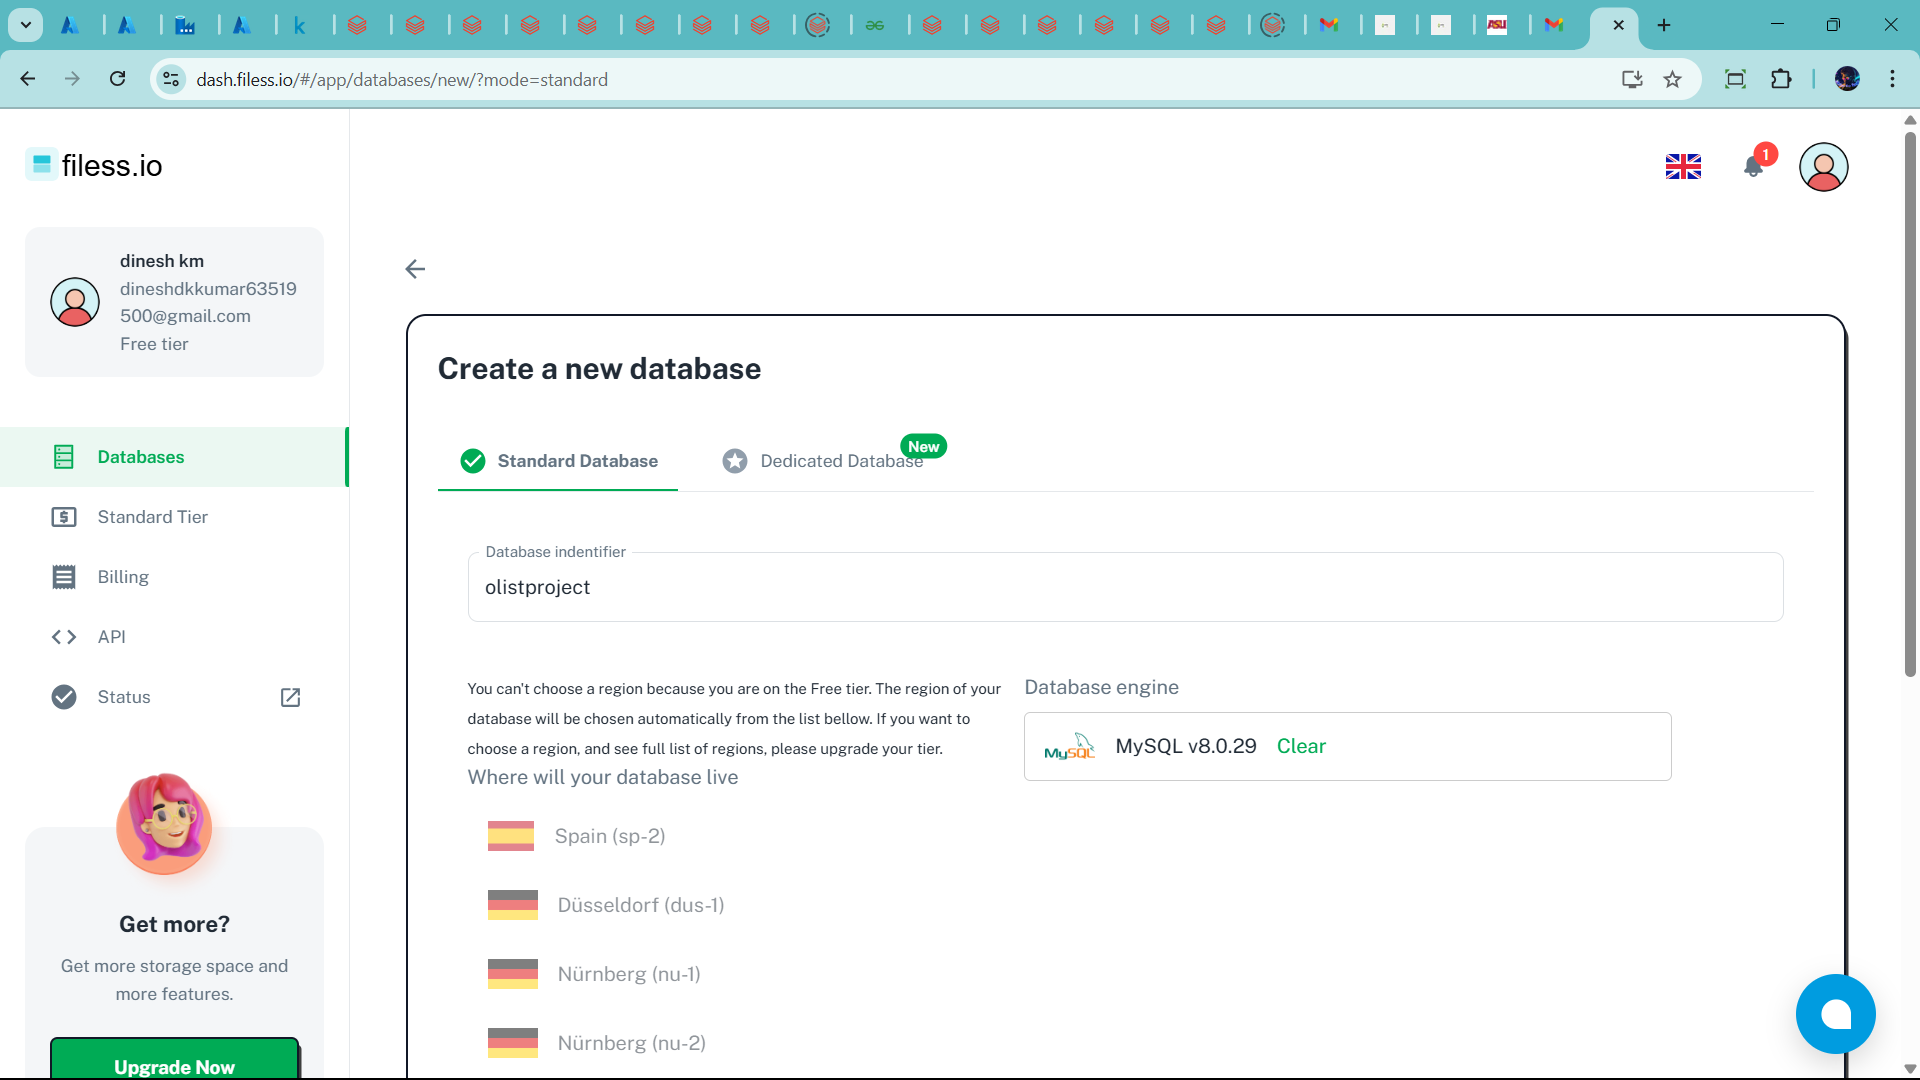 dash.filess.io/#/app/databases/new/?mode=standard
filess.io
1
dinesh km
dineshdkkumar63519
500@gmail.com
Free tier
Databases
Standard Tier
Billing
API
Status
Get more?
Get more storage space and
more features.
Upgrade Now
Create a new database
Standard Database
Dedicated Database
New
Database indentifier
olistproject
You can't choose a region because you are on the Free tier. The region of your
database will be chosen automatically from the list bellow. If you want to
choose a region, and see full list of regions, please upgrade your tier.
Where will your database live
Spain (sp-2)
Düsseldorf (dus-1)
Nürnberg (nu-1)
Nürnberg (nu-2)
Database engine
MySQL
MySQL v8.0.29
Clear